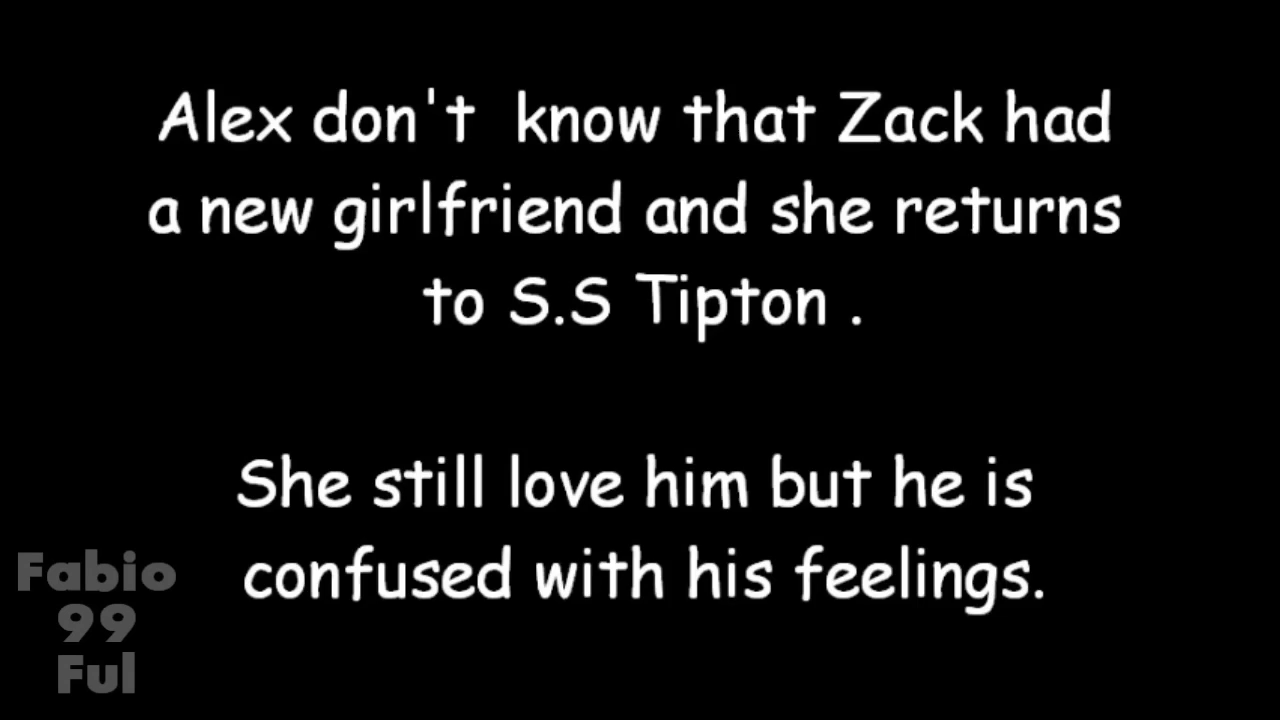 Alex don't  know that Zack had
a new girlfriend and she returns
to S.S Tipton .
She still love him but he is
confused with his feelings.
Fabio
99
Ful